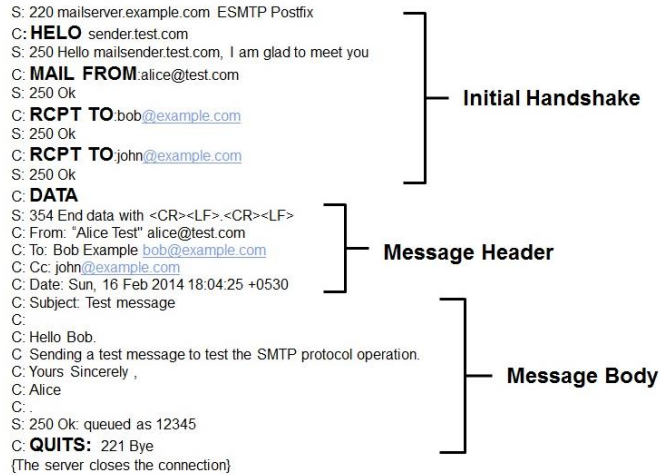 S: 220 mailserver.example.com ESMTP Postfix
C: HELO sender.test.com
S: 250 Hello mailsender.test.com, I am glad to meet you
C: MAIL FROM:alice@test.com
S: 250 Ok
C: RCPT TO:bob@example.com
S: 250 Ok
C: RCPT TO:john@example.com
S: 250 Ok
C: DATA
Initial Handshake
S: 354 End data with <CR><LF>.<CR><LF>
C: From: “Alice Test" alice@test.com
C: To: Bob Example bob@example.com
C: Cc: john@example.com
C: Date: Sun, 16 Feb 2014 18:04:25 +0530
Message Header
C: Subject: Test message
C:
C: Hello Bob.
C Sending a test message to test the SMTP protocol operation.
C: Yours Sincerely ,
C: Alice
C: .
S: 250 Ok: queued as 12345
C: QUITS: 221 Bye
{The server closes the connection}
Message Body